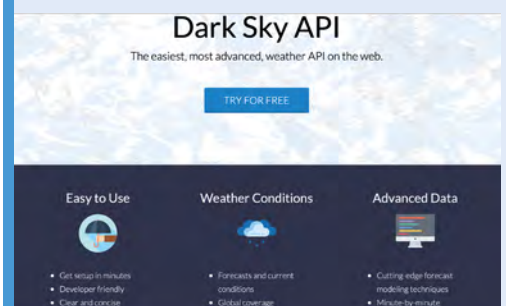 Dark Sky API
The easiest, most advanced, weather API on the web.
TRY FOR FREE
Easy to Use
Weather Conditions
Advanced Data
• Get setup in minutes
• Developer friendly
• Clear and concise
• Forecasts and current
conditions
• Global coverage
• Cutting edge forecast
modeling techniques
• Minute-by-minute